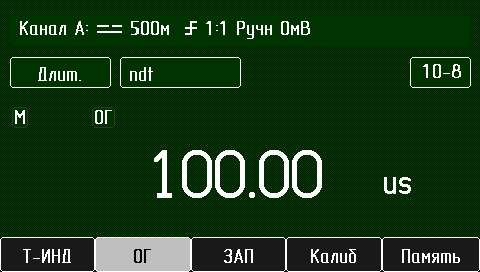 Канал А: ⎓ 500м ⨍ 1:1 Ручн 0мВ
Длит. ndt 10-8
М ОГ
100.00 us
Т-ИНД ОГ ЗАП Калиб Память